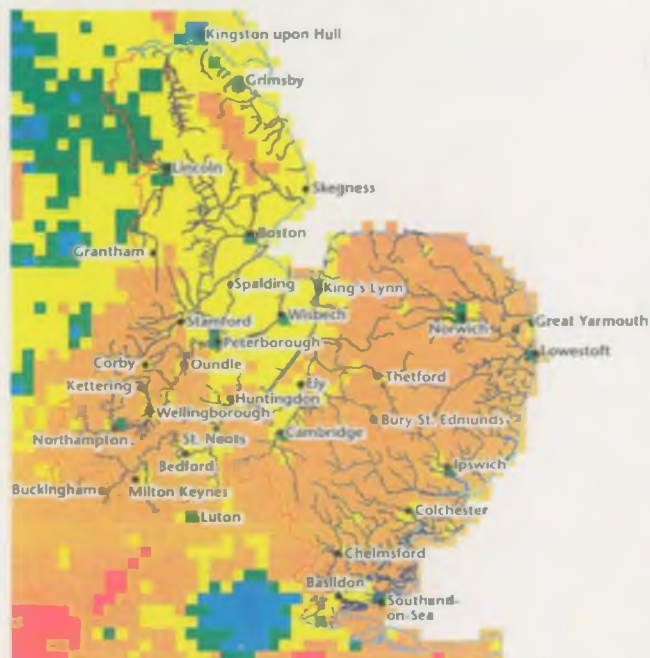 Kingston upon Hull
Grimsby
Lincoln
Skegness
Boston
Grantham
Spalding
King's Lynn
Stamford
Wisbech
Norwich
Great Yarmouth
Peterborough
Lowestoft
Corby
Oundle
Thetford
Kettering
Ely
Huntingdon
Wellingborough
Bury St. Edmunds
Northampton
St. Neots
Cambridge
Bedford
Ipswich
Buckingham
Milton Keynes
Luton
Colchester
Chelmsford
Basildon
Southend-
on-Sea